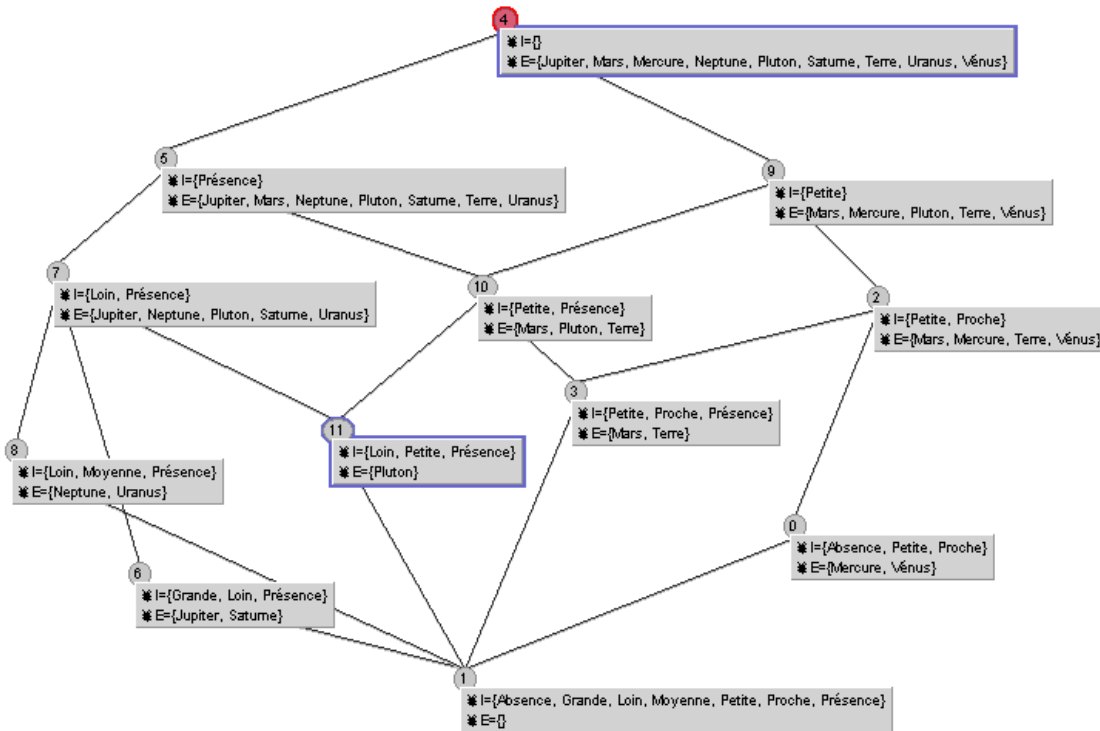 4
I={}
E={Jupiter, Mars, Mercure, Neptune, Pluton, Saturne, Terre, Uranus, Vénus}
5
I={Présence}
E={Jupiter, Mars, Neptune, Pluton, Saturne, Terre, Uranus}
9
I={Petite}
E={Mars, Mercure, Pluton, Terre, Vénus}
7
I={Loin, Présence}
E={Jupiter, Neptune, Pluton, Saturne, Uranus}
10
I={Petite, Présence}
E={Mars, Pluton, Terre}
2
I={Petite, Proche}
E={Mars, Mercure, Terre, Vénus}
3
I={Petite, Proche, Présence}
E={Mars, Terre}
8
I={Loin, Moyenne, Présence}
E={Neptune, Uranus}
11
I={Loin, Petite, Présence}
E={Pluton}
0
I={Absence, Petite, Proche}
E={Mercure, Vénus}
6
I={Grande, Loin, Présence}
E={Jupiter, Saturne}
1
I={Absence, Grande, Loin, Moyenne, Petite, Proche, Présence}
E={}